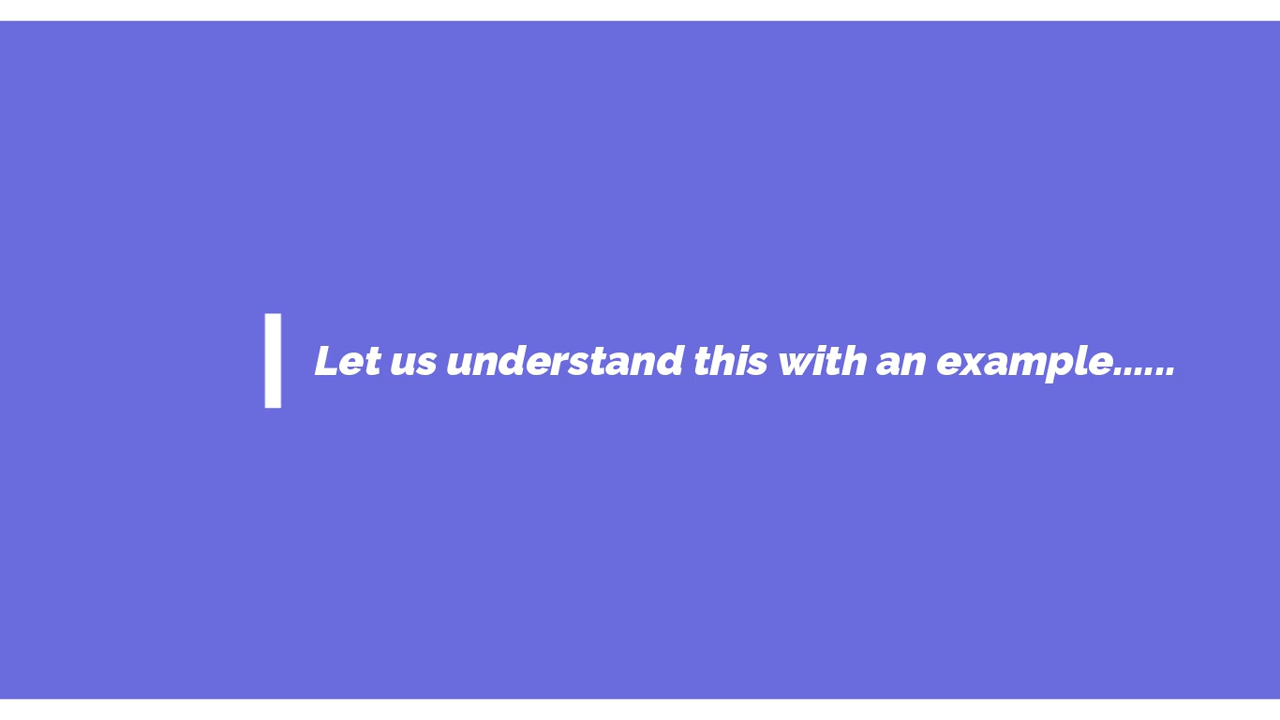 Let us understand this with an example......